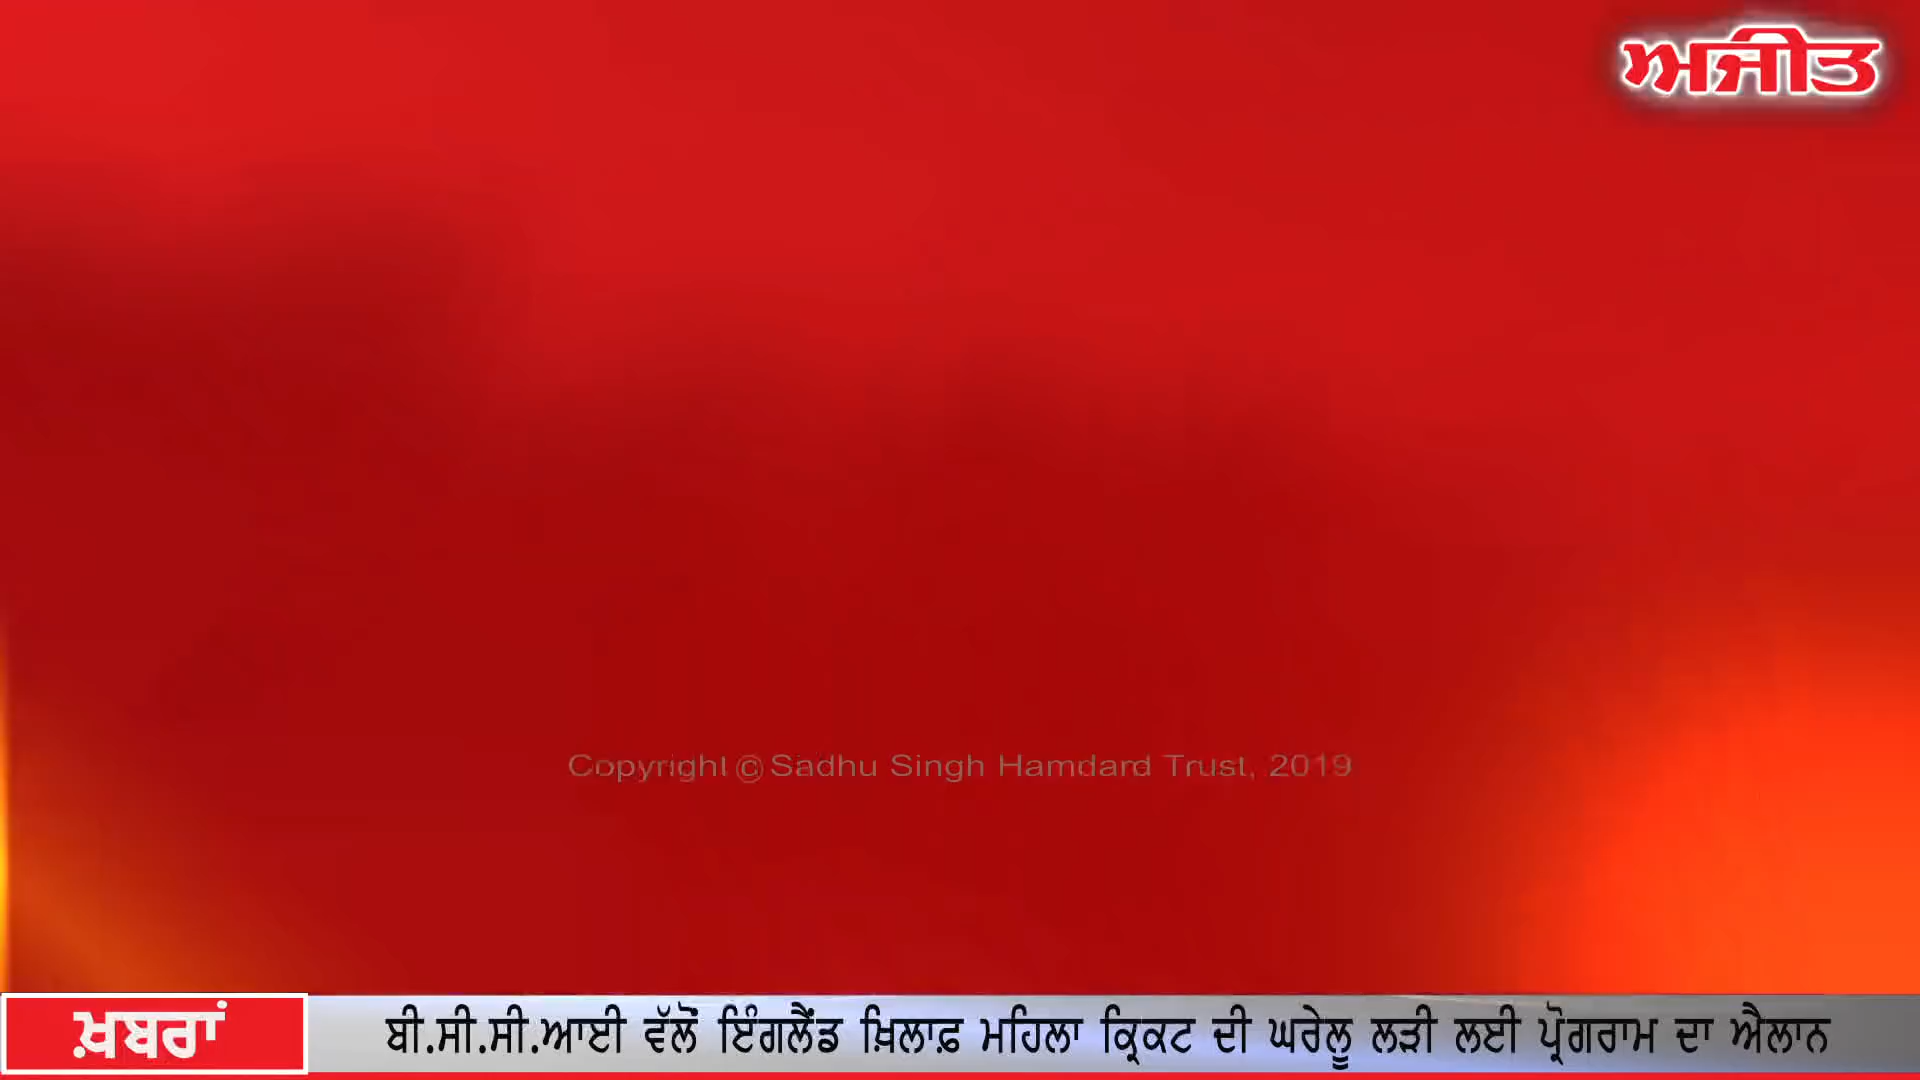 ਅਜੀਤ
Copyright © Sadhu Singh Hamdard Trust, 2019
ਖ਼ਬਰਾਂ
ਬੀ.ਸੀ.ਸੀ.ਆਈ ਵੱਲੋਂ ਇੰਗਲੈਂਡ ਖ਼ਿਲਾਫ਼ ਮਹਿਲਾ ਕ੍ਰਿਕਟ ਦੀ ਘਰੇਲੂ ਲੜੀ ਲਈ ਪ੍ਰੋਗਰਾਮ ਦਾ ਐਲਾਨ